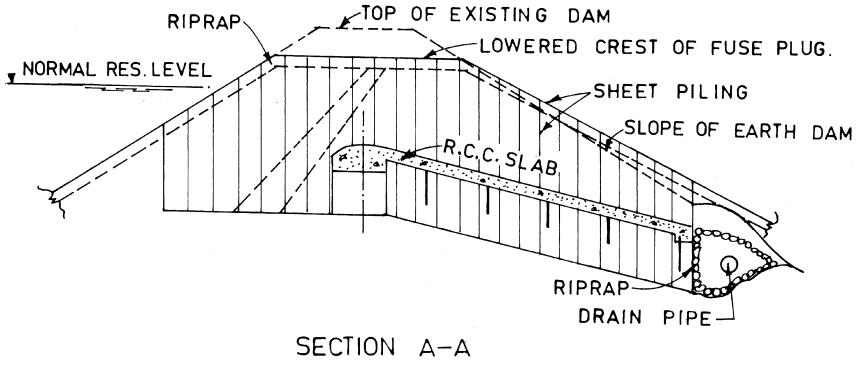 TOP OF EXISTING DAM
RIPRAP
LOWERED CREST OF FUSE PLUG.
NORMAL RES. LEVEL
SHEET PILING
SLOPE OF EARTH DAM
R.C.C. SLAB
RIPRAP
DRAIN PIPE
SECTION A-A